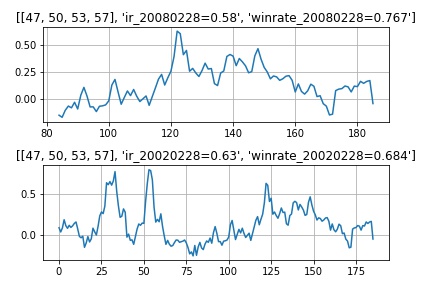 [[47, 50, 53, 57], 'ir_20080228=0.58', 'winrate_20080228=0.767']
0.50
0.25
0.00
80 100 120 140 160 180
[[47, 50, 53, 57], 'ir_20020228=0.63', 'winrate_20020228=0.684']
0.5
0.0
0 25 50 75 100 125 150 175